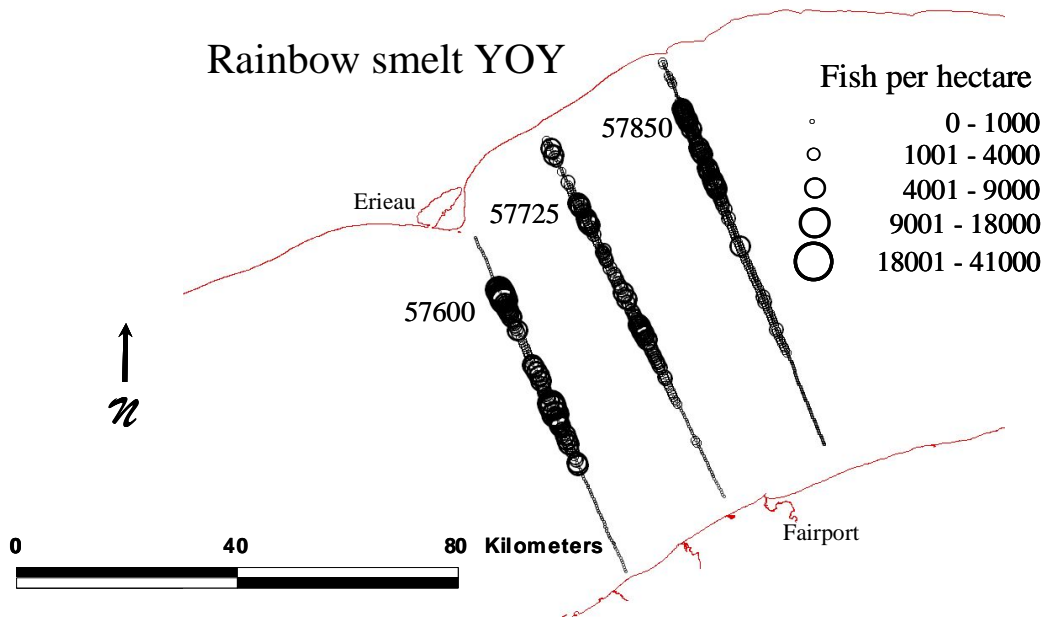 Rainbow smelt YOY
Fish per hectare
0 - 1000
1001 - 4000
4001 - 9000
9001 - 18000
18001 - 41000
57850
57725
57600
Erieau
N
Fairport
0 40 80 Kilometers